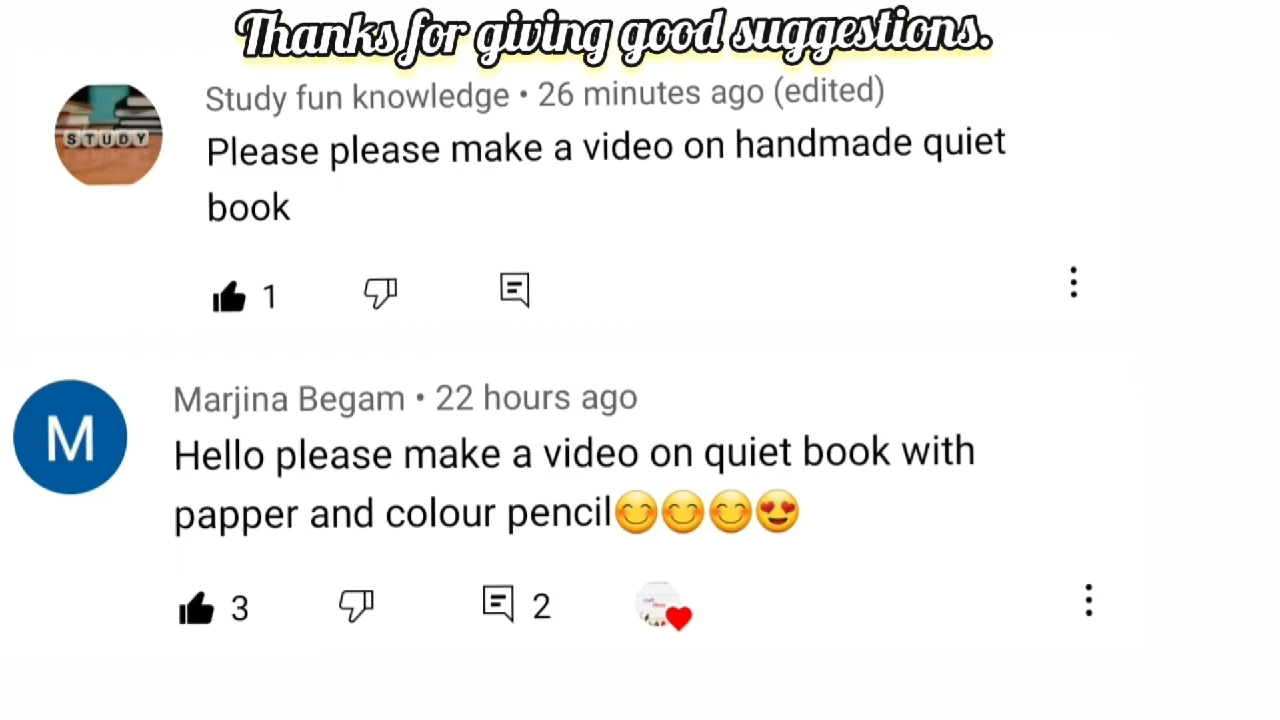 Thanks for giving good suggestions.
Study fun knowledge • 26 minutes ago (edited)
STUDY
Please please make a video on handmade quiet
book
1
Marjina Begam • 22 hours ago
M
Hello please make a video on quiet book with
papper and colour pencil😊😊😊😍
3
2